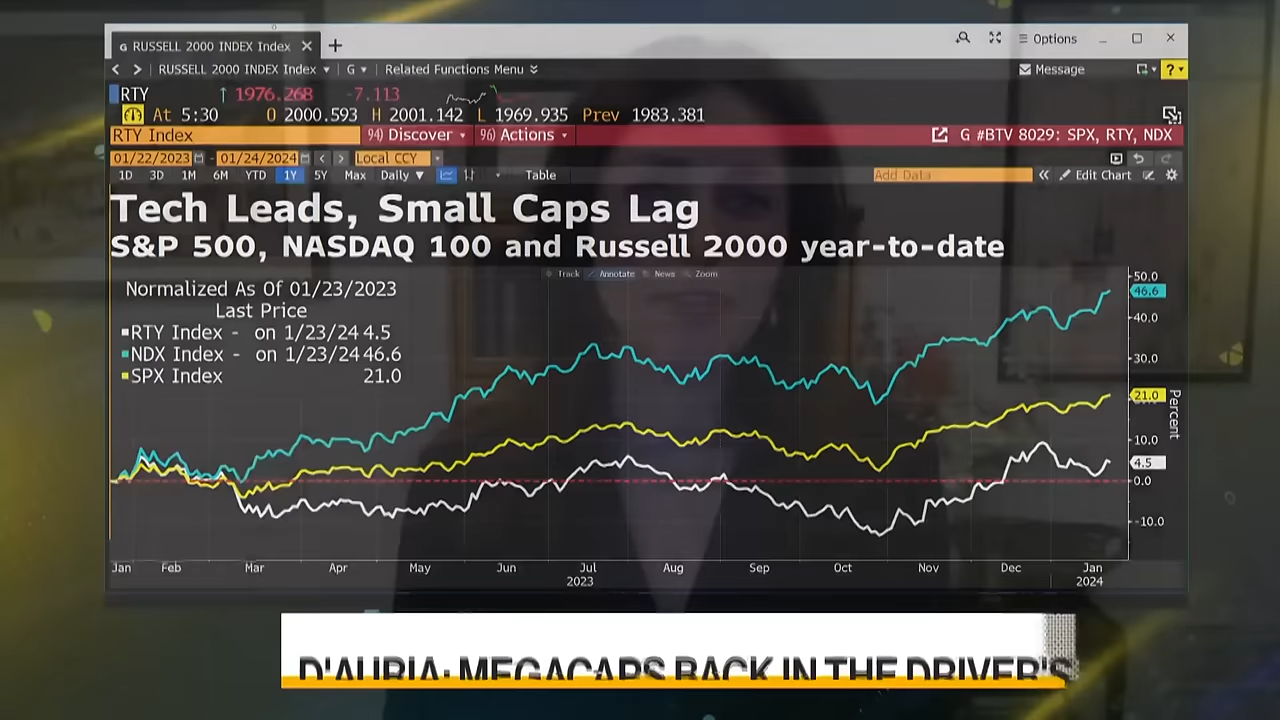 G RUSSELL 2000 INDEX Index
Options
RUSSELL 2000 INDEX Index G Related Functions Menu Message ?
RTY ↑ 1976.268 -7.113
At 5:30 O 2000.593 H 2001.142 L 1969.935 Prev 1983.381
RTY Index 94) Discover 96) Actions G #BTV 8029: SPX, RTY, NDX
01/22/2023 - 01/24/2024 Local CCY
1D 3D 1M 6M YTD 1Y 5Y Max Daily ▼ Table Add Data « Edit Chart
Tech Leads, Small Caps Lag
S&P 500, NASDAQ 100 and Russell 2000 year-to-date
Track Annotate News Zoom
Normalized As Of 01/23/2023
Last Price
RTY Index - on 1/23/24 4.5
NDX Index - on 1/23/24 46.6
SPX Index 21.0
50.0
46.6
40.0
30.0
21.0
10.0
4.5
0.0
-10.0
Percent
Jan Feb Mar Apr May Jun Jul Aug Sep Oct Nov Dec Jan
2023 2024
D'AURIA: MEGACAPS BACK IN THE DRIVER'S